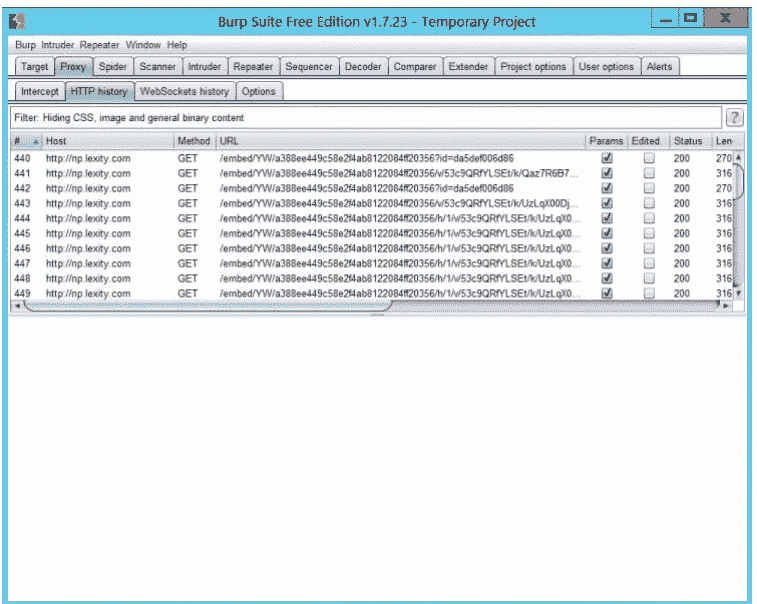 Burp Suite Free Edition v1.7.23 - Temporary Project
Burp Intruder Repeater Window Help
Target Proxy Spider Scanner Intruder Repeater Sequencer Decoder Comparer Extender Project options User options Alerts
Intercept HTTP history WebSockets history Options
Filter: Hiding CSS, image and general binary content ?
# Host Method URL Params Edited Status Len
440 http://np.lexity.com GET /embed/YW/a388ee449c58e2f4ab8122084ff20356?id=da5def006d86 200 270
441 http://np.lexity.com GET /embed/YW/a388ee449c58e2f4ab8122084ff20356/v/53c9QRfYLSEt/k/Qaz7R6B7... 200 316
442 http://np.lexity.com GET /embed/YW/a388ee449c58e2f4ab8122084ff20356?id=da5def006d86 200 270
443 http://np.lexity.com GET /embed/YW/a388ee449c58e2f4ab8122084ff20356/v/53c9QRfYLSEt/k/UzLqX00Dj... 200 316
444 http://np.lexity.com GET /embed/YW/a388ee449c58e2f4ab8122084ff20356/h/1/v/53c9QRfYLSEt/k/UzLqX0... 200 316
445 http://np.lexity.com GET /embed/YW/a388ee449c58e2f4ab8122084ff20356/h/1/v/53c9QRfYLSEt/k/UzLqX0... 200 316
446 http://np.lexity.com GET /embed/YW/a388ee449c58e2f4ab8122084ff20356/h/1/v/53c9QRfYLSEt/k/UzLqX0... 200 316
447 http://np.lexity.com GET /embed/YW/a388ee449c58e2f4ab8122084ff20356/h/1/v/53c9QRfYLSEt/k/UzLqX0... 200 316
448 http://np.lexity.com GET /embed/YW/a388ee449c58e2f4ab8122084ff20356/h/1/v/53c9QRfYLSEt/k/UzLqX0... 200 316
449 http://np.lexity.com GET /embed/YW/a388ee449c58e2f4ab8122084ff20356/h/1/v/53c9QRfYLSEt/k/UzLqX0... 200 316